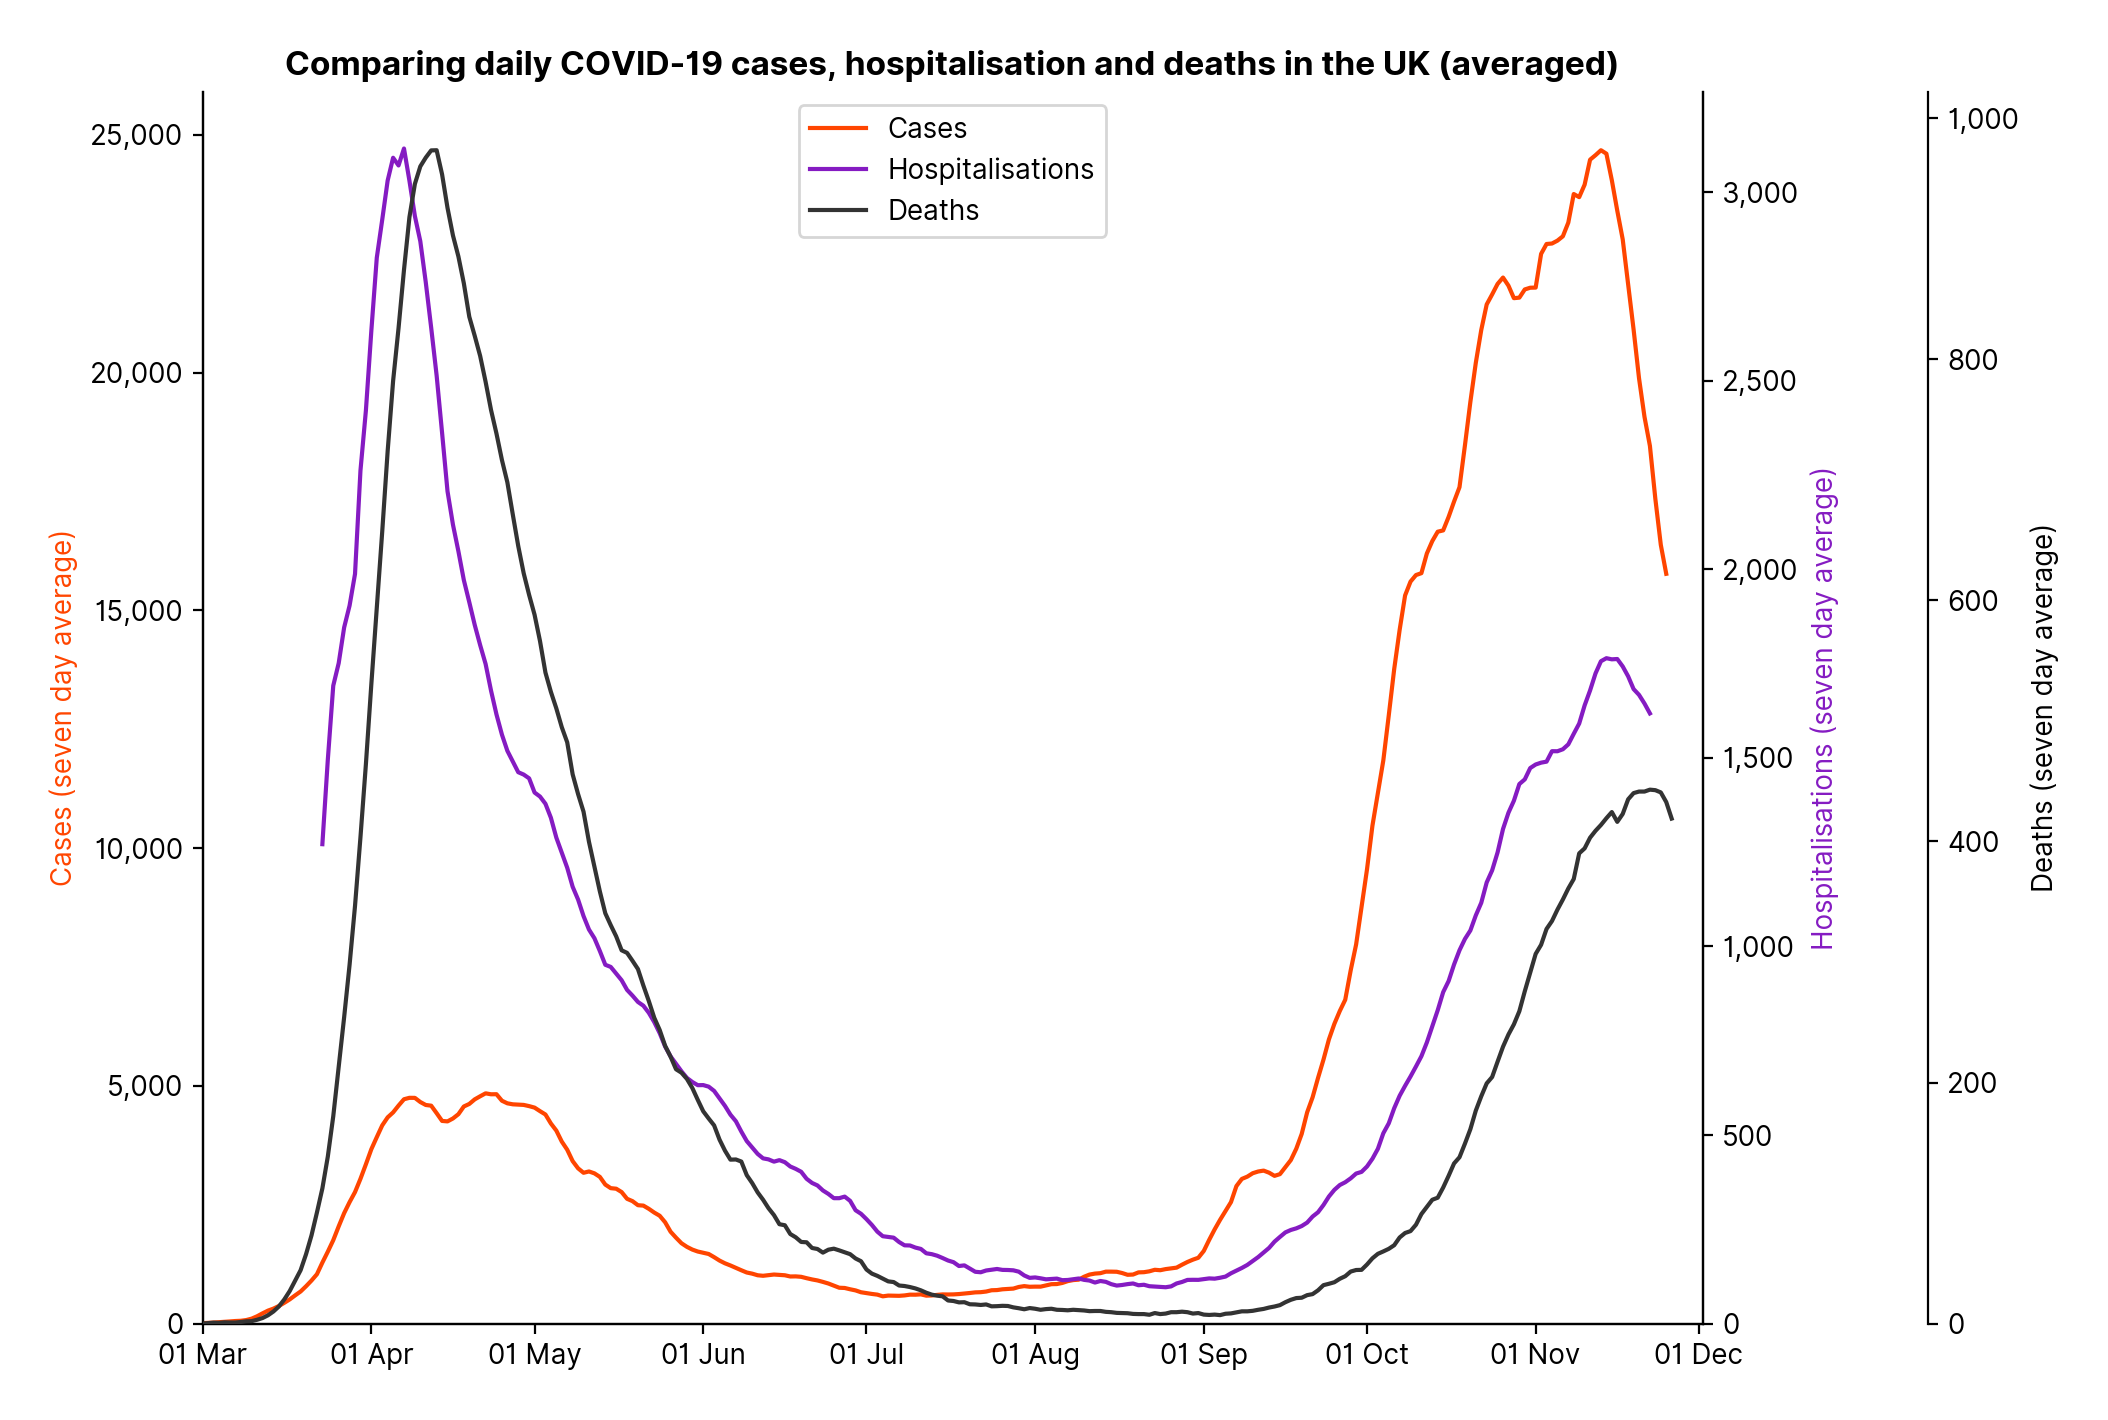 Comparing daily COVID-19 cases, hospitalisation and deaths in the UK (averaged)
Cases
Hospitalisations
Deaths
Cases (seven day average)
25,000
20,000
15,000
10,000
5,000
0
01 Mar
01 Apr
01 May
01 Jun
01 Jul
01 Aug
01 Sep
01 Oct
01 Nov
01 Dec
3,000
2,500
2,000
1,500
1,000
500
0
Hospitalisations (seven day average)
1,000
800
600
400
200
0
Deaths (seven day average)